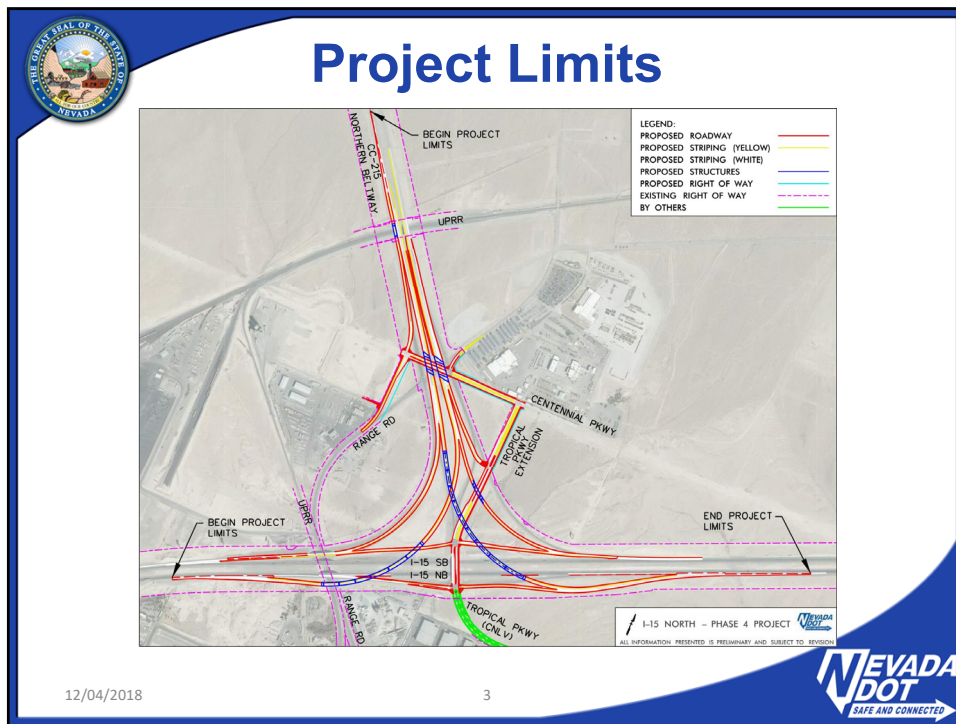 THE GREAT SEAL OF THE STATE OF
NEVADA
Project Limits
BEGIN PROJECT
LIMITS
NORTHERN BELTWAY
CC-215
UPRR
LEGEND:
PROPOSED ROADWAY
PROPOSED STRIPING (YELLOW)
PROPOSED STRIPING (WHITE)
PROPOSED STRUCTURES
PROPOSED RIGHT OF WAY
EXISTING RIGHT OF WAY
BY OTHERS
CENTENNIAL PKWY
RANGE RD
TROPICAL
PKWY
EXTENSION
UPRR
BEGIN PROJECT
LIMITS
END PROJECT
LIMITS
I-15 SB
I-15 NB
RANGE RD
TROPICAL PKWY
(CNLV)
I-15 NORTH – PHASE 4 PROJECT
NEVADA
DOT
ALL INFORMATION PRESENTED IS PRELIMINARY AND SUBJECT TO REVISION
12/04/2018
3
NEVADA
DOT
SAFE AND CONNECTED